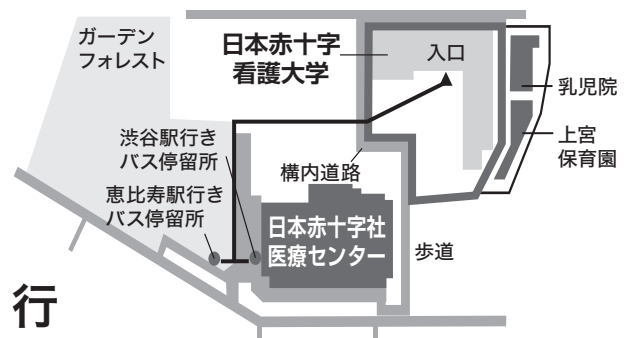 ガーデン
フォレスト
日本赤十字
看護大学
入口
乳児院
上宮
保育園
渋谷駅行き
バス停留所
構内道路
恵比寿駅行き
バス停留所
日本赤十字社
医療センター
歩道
行